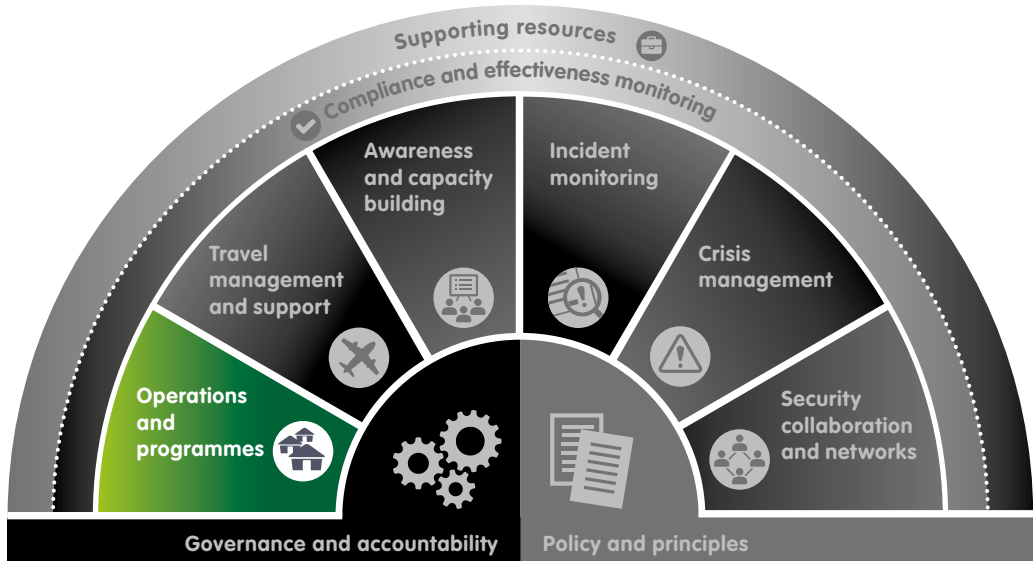 Supporting resources
Compliance and effectiveness monitoring
Operations
and
programmes
Travel
management
and support
Awareness
and capacity
building
Incident
monitoring
Crisis
management
Security
collaboration
and networks
Governance and accountability
Policy and principles